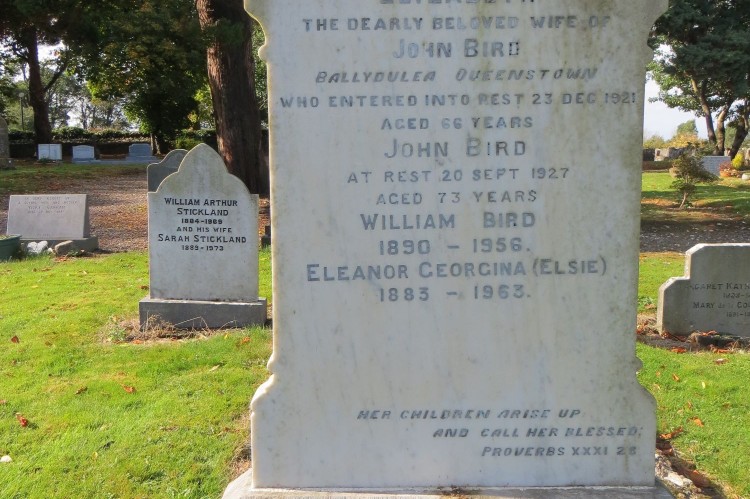 THE DEARLY BELOVED WIFE OF
JOHN BIRD
BALLYDULEA QUEENSTOWN
WHO ENTERED INTO REST 23 DEC 1921
AGED 66 YEARS
JOHN BIRD
AT REST 20 SEPT 1927
AGED 73 YEARS
WILLIAM BIRD
1890 – 1956.
ELEANOR GEORGINA (ELSIE)
1883 – 1963.
HER CHILDREN ARISE UP
AND CALL HER BLESSED;
PROVERBS XXXI 28
WILLIAM ARTHUR
STICKLAND
1884-1969
AND HIS WIFE
SARAH STICKLAND
1889-1973
MARY